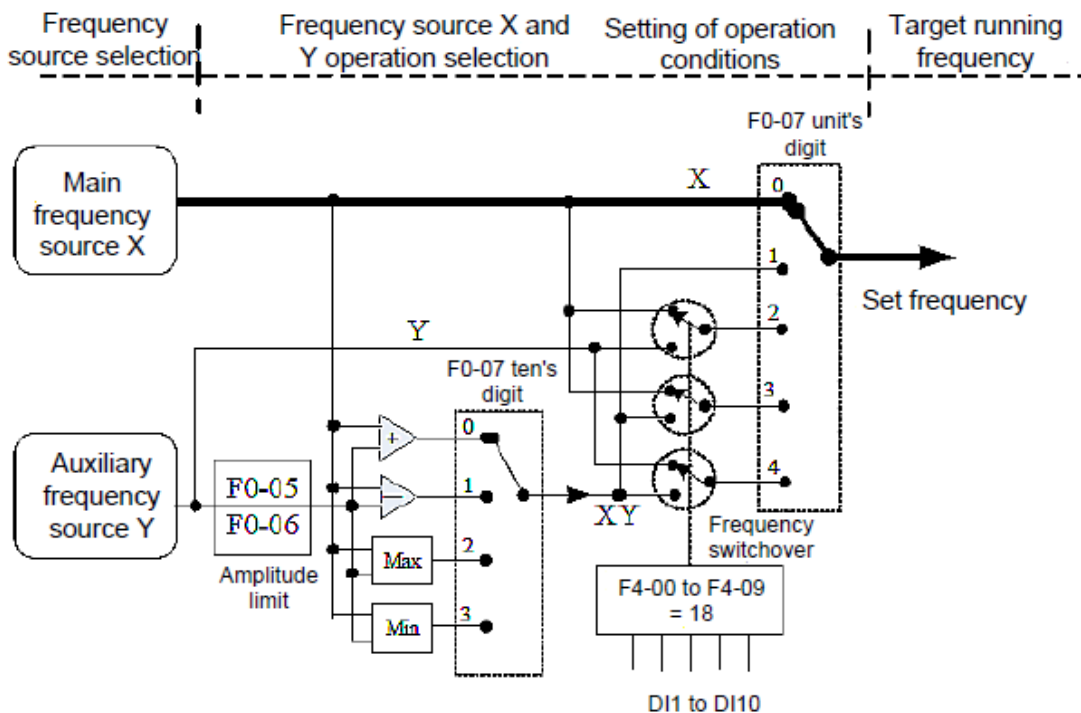 Frequency
source selection
Frequency source X and
Y operation selection
Setting of operation
conditions
Target running
frequency
F0-07 unit's
digit
Main
frequency
source X
X
0
1
2
3
4
Set frequency
Y
F0-07 ten's
digit
0
1
2
3
+
−
Max
Min
Auxiliary
frequency
source Y
F0-05
F0-06
Amplitude
limit
XY
Frequency
switchover
F4-00 to F4-09
= 18
DI1 to DI10